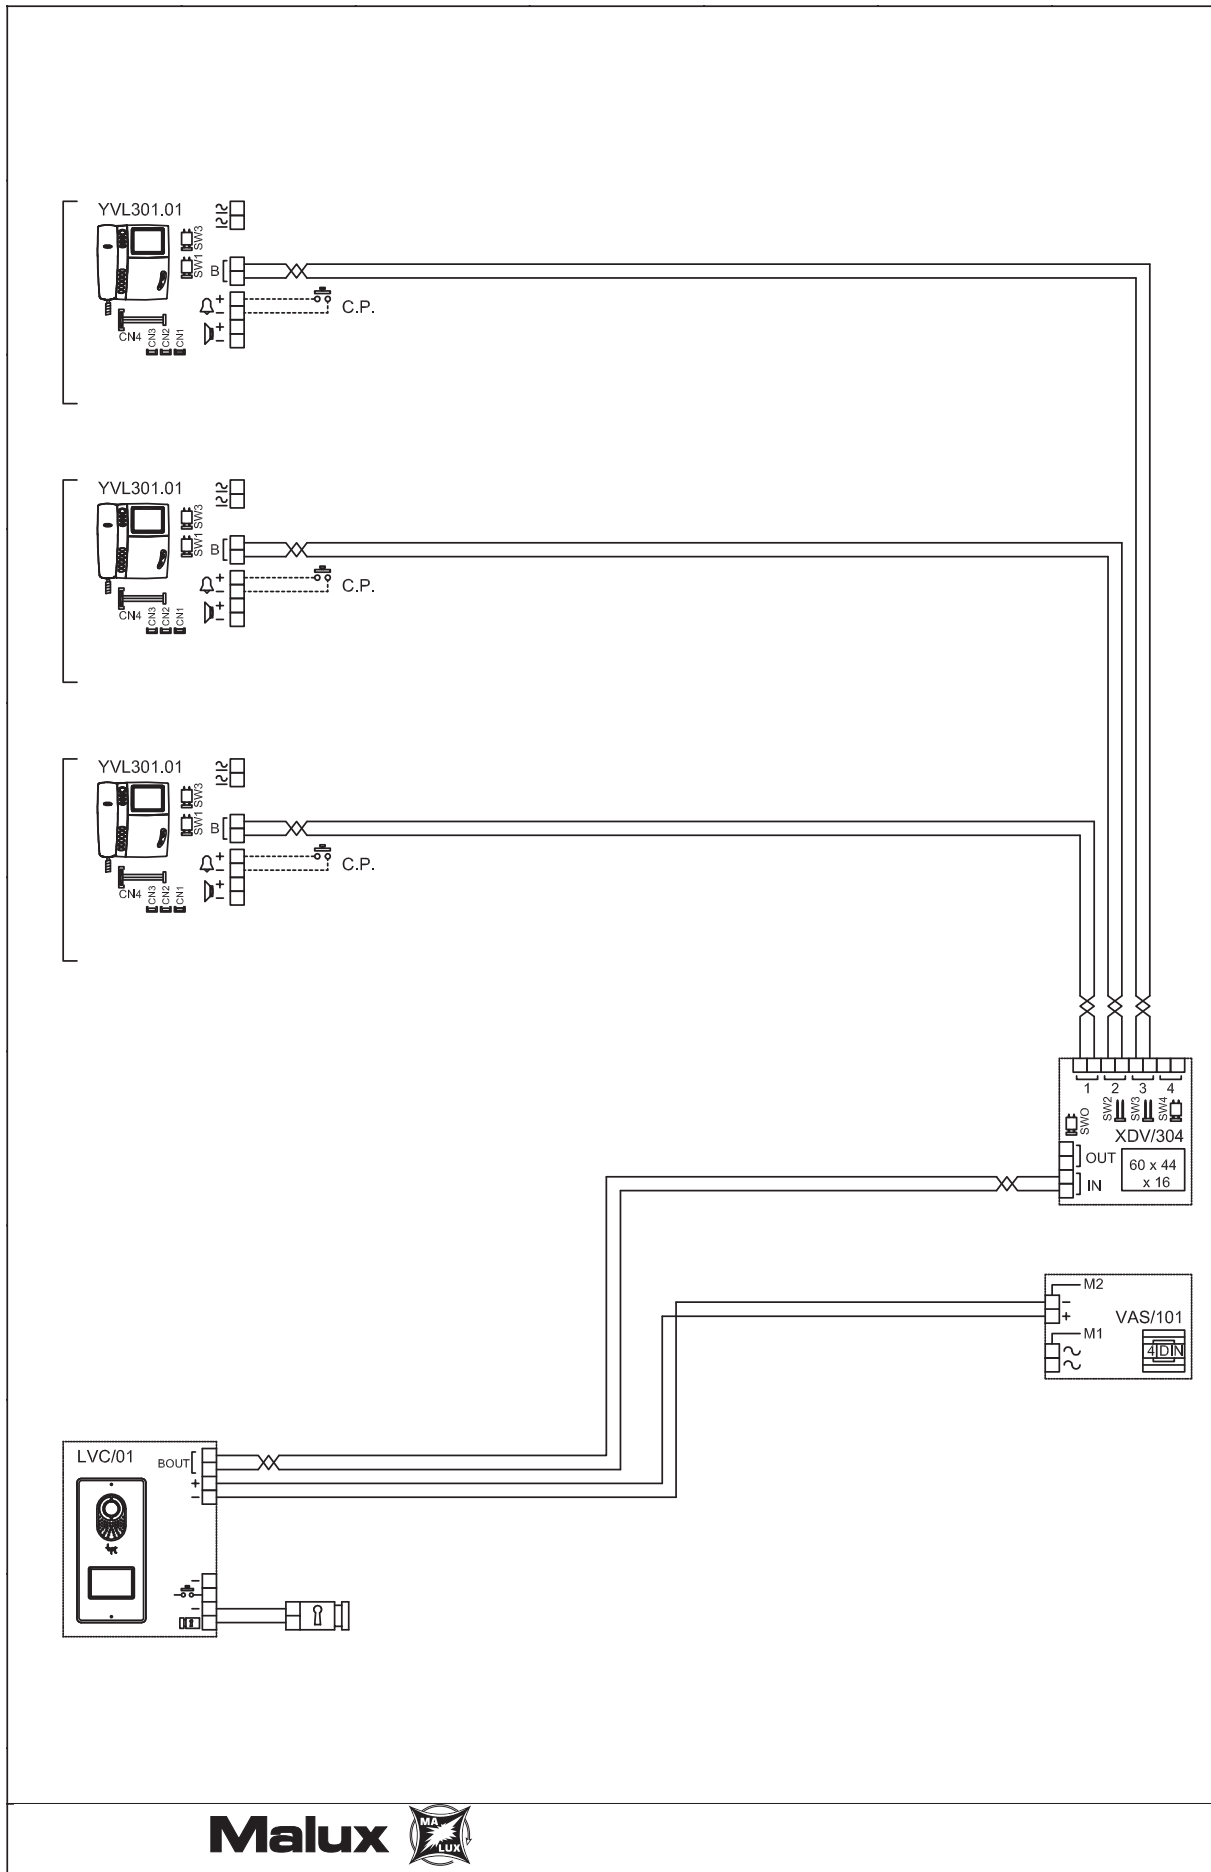 YVL301.01
SW3
SW1
B
+
−
C.P.
+
−
CN4
CN3
CN2
CN1
YVL301.01
SW3
SW1
B
+
−
C.P.
+
−
CN4
CN3
CN2
CN1
YVL301.01
SW3
SW1
B
+
−
C.P.
+
−
CN4
CN3
CN2
CN1
1 2 3 4
SWO
SW2
SW3
SW4
XDV/304
OUT
IN
60 x 44
x 16
M2
−
+
VAS/101
M1
4 DIN
LVC/01
BOUT
+
−
−
−
Malux
MA
LUX